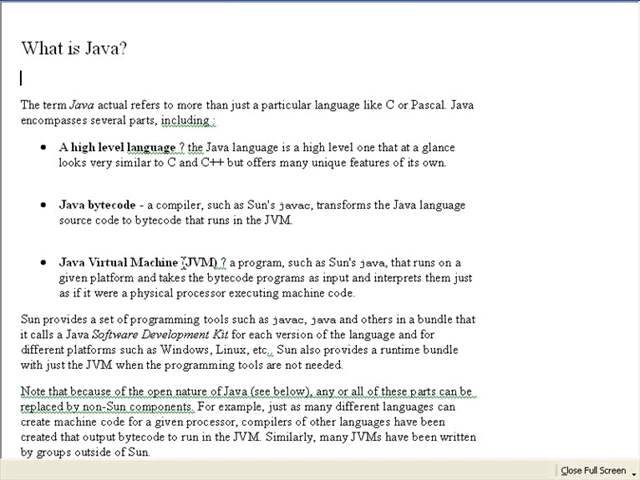 What is Java?
The term Java actual refers to more than just a particular language like C or Pascal. Java
encompasses several parts, including :
• A high level language ? the Java language is a high level one that at a glance
looks very similar to C and C++ but offers many unique features of its own.
• Java bytecode - a compiler, such as Sun's javac, transforms the Java language
source code to bytecode that runs in the JVM.
• Java Virtual Machine (JVM) ? a program, such as Sun's java, that runs on a
given platform and takes the bytecode programs as input and interprets them just
as if it were a physical processor executing machine code.
Sun provides a set of programming tools such as javac, java and others in a bundle that
it calls a Java Software Development Kit for each version of the language and for
different platforms such as Windows, Linux, etc.. Sun also provides a runtime bundle
with just the JVM when the programming tools are not needed.
Note that because of the open nature of Java (see below), any or all of these parts can be
replaced by non-Sun components. For example, just as many different languages can
create machine code for a given processor, compilers of other languages have been
created that output bytecode to run in the JVM. Similarly, many JVMs have been written
by groups outside of Sun.
Close Full Screen